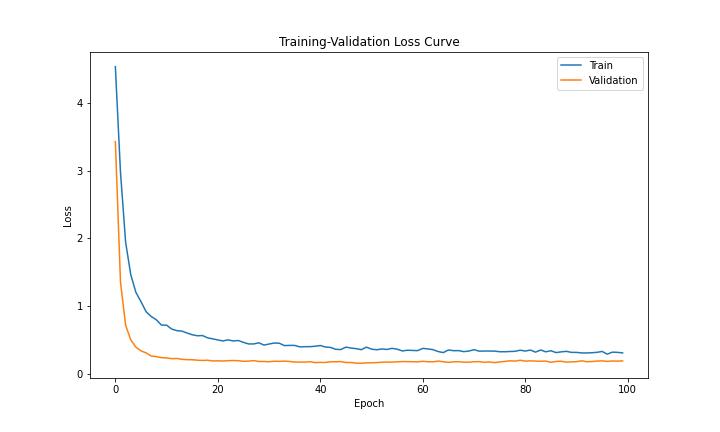 Training-Validation Loss Curve
Train
Validation
Loss
4
3
2
1
0
0 20 40 60 80 100
Epoch